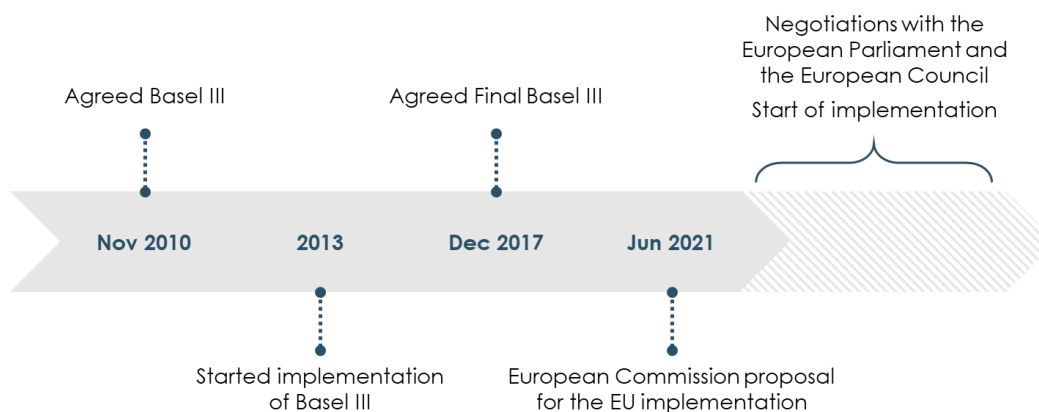 Negotiations with the
European Parliament and
the European Council
Start of implementation
Agreed Basel III
Agreed Final Basel III
Nov 2010
2013
Dec 2017
Jun 2021
Started implementation
of Basel III
European Commission proposal
for the EU implementation